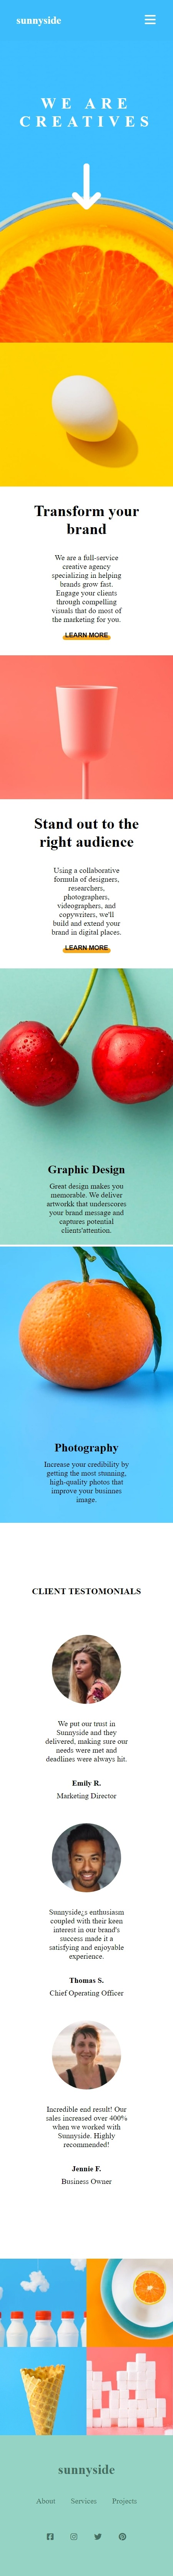 sunnyside
WE ARE
CREATIVES
Transform your
brand
We are a full-service
creative agency
specializing in helping
brands grow fast.
Engage your clients
through compelling
visuals that do most of
the marketing for you.
LEARN MORE
Stand out to the
right audience
Using a collaborative
formula of designers,
researchers,
photographers,
videographers, and
copywriters, we'll
build and extend your
brand in digital places.
LEARN MORE
Graphic Design
Great design makes you
memorable. We deliver
artworkk that underscores
your brand message and
captures potential
clients'attention.
Photography
Increase your credibility by
getting the most stunning,
high-quality photos that
improve your businnes
image.
CLIENT TESTOMONIALS
We put our trust in
Sunnyside and they
delivered, making sure our
needs were met and
deadlines were always hit.
Emily R.
Marketing Director
Sunnyside¿s enthusiasm
coupled with their keen
interest in our brand's
success made it a
satisfying and enjoyable
experience.
Thomas S.
Chief Operating Officer
Incredible end result! Our
sales increased over 400%
when we worked with
Sunnyside. Highly
recommended!
Jennie F.
Business Owner
sunnyside
About Services Projects